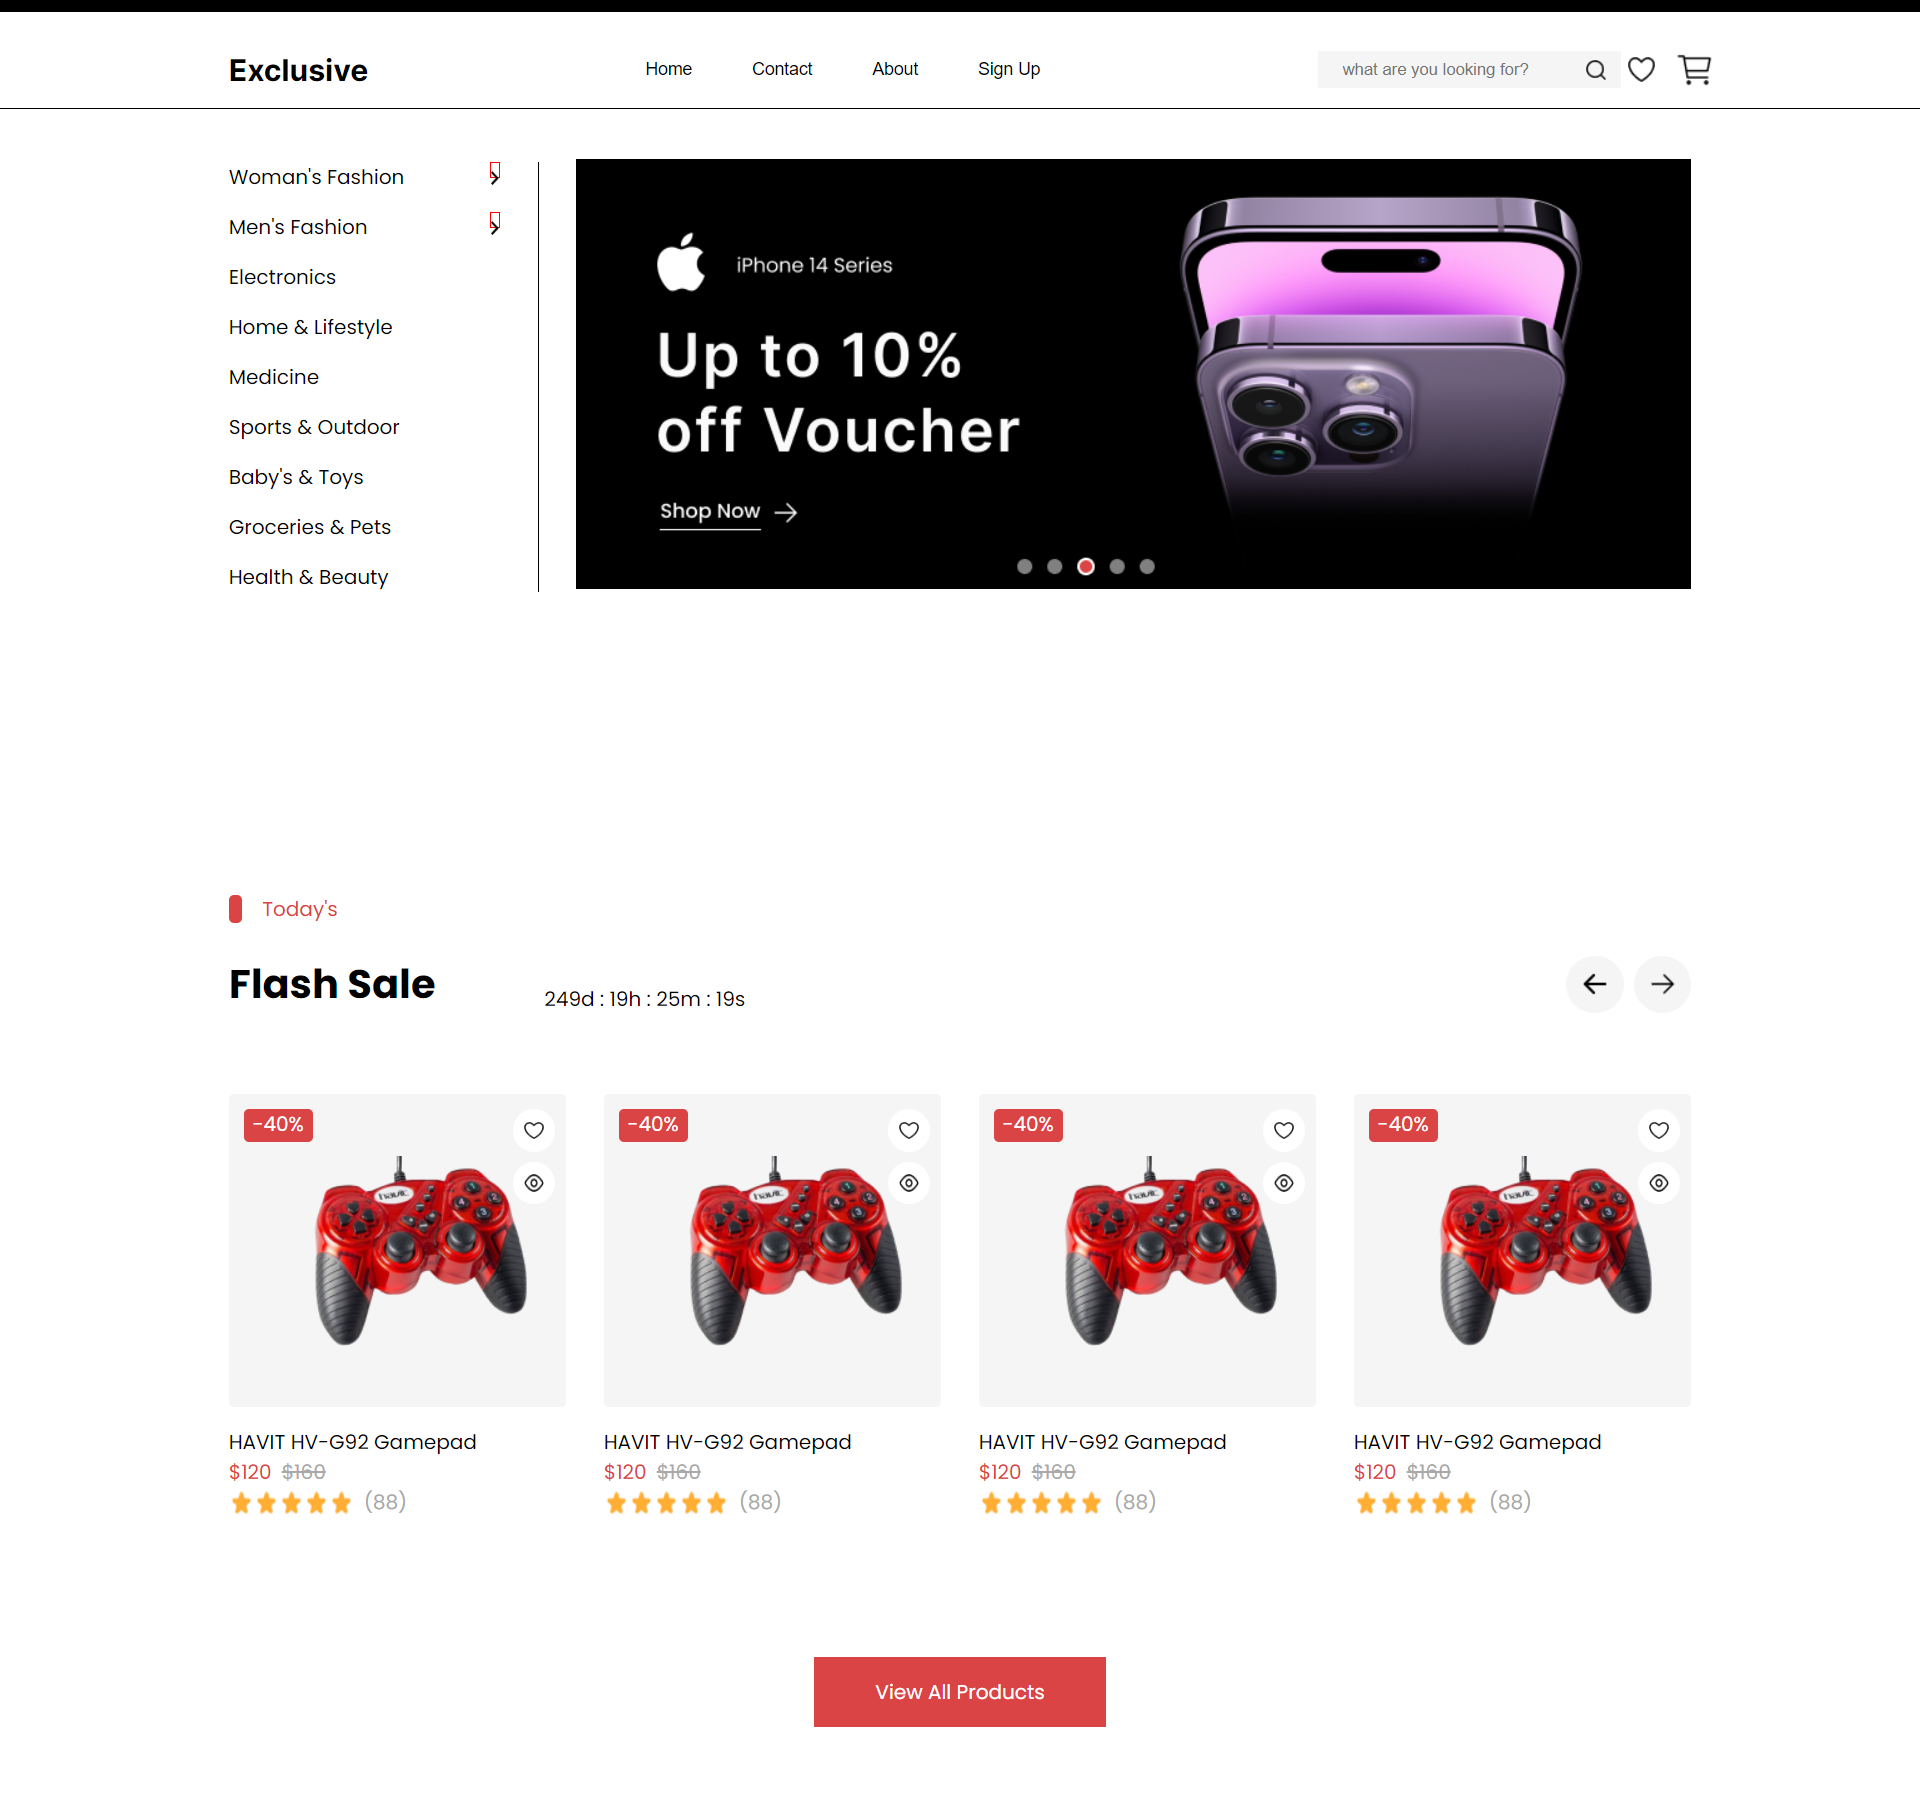 Exclusive
Home Contact About Sign Up
what are you looking for?
Woman's Fashion
Men's Fashion
Electronics
Home & Lifestyle
Medicine
Sports & Outdoor
Baby's & Toys
Groceries & Pets
Health & Beauty
iPhone 14 Series
Up to 10%
off Voucher
Shop Now
Today's
Flash Sale
249d : 19h : 25m : 19s
-40% -40% -40% -40%
havit havit havit havit
HAVIT HV-G92 Gamepad HAVIT HV-G92 Gamepad HAVIT HV-G92 Gamepad HAVIT HV-G92 Gamepad
$120 $160 $120 $160 $120 $160 $120 $160
(88) (88) (88) (88)
View All Products